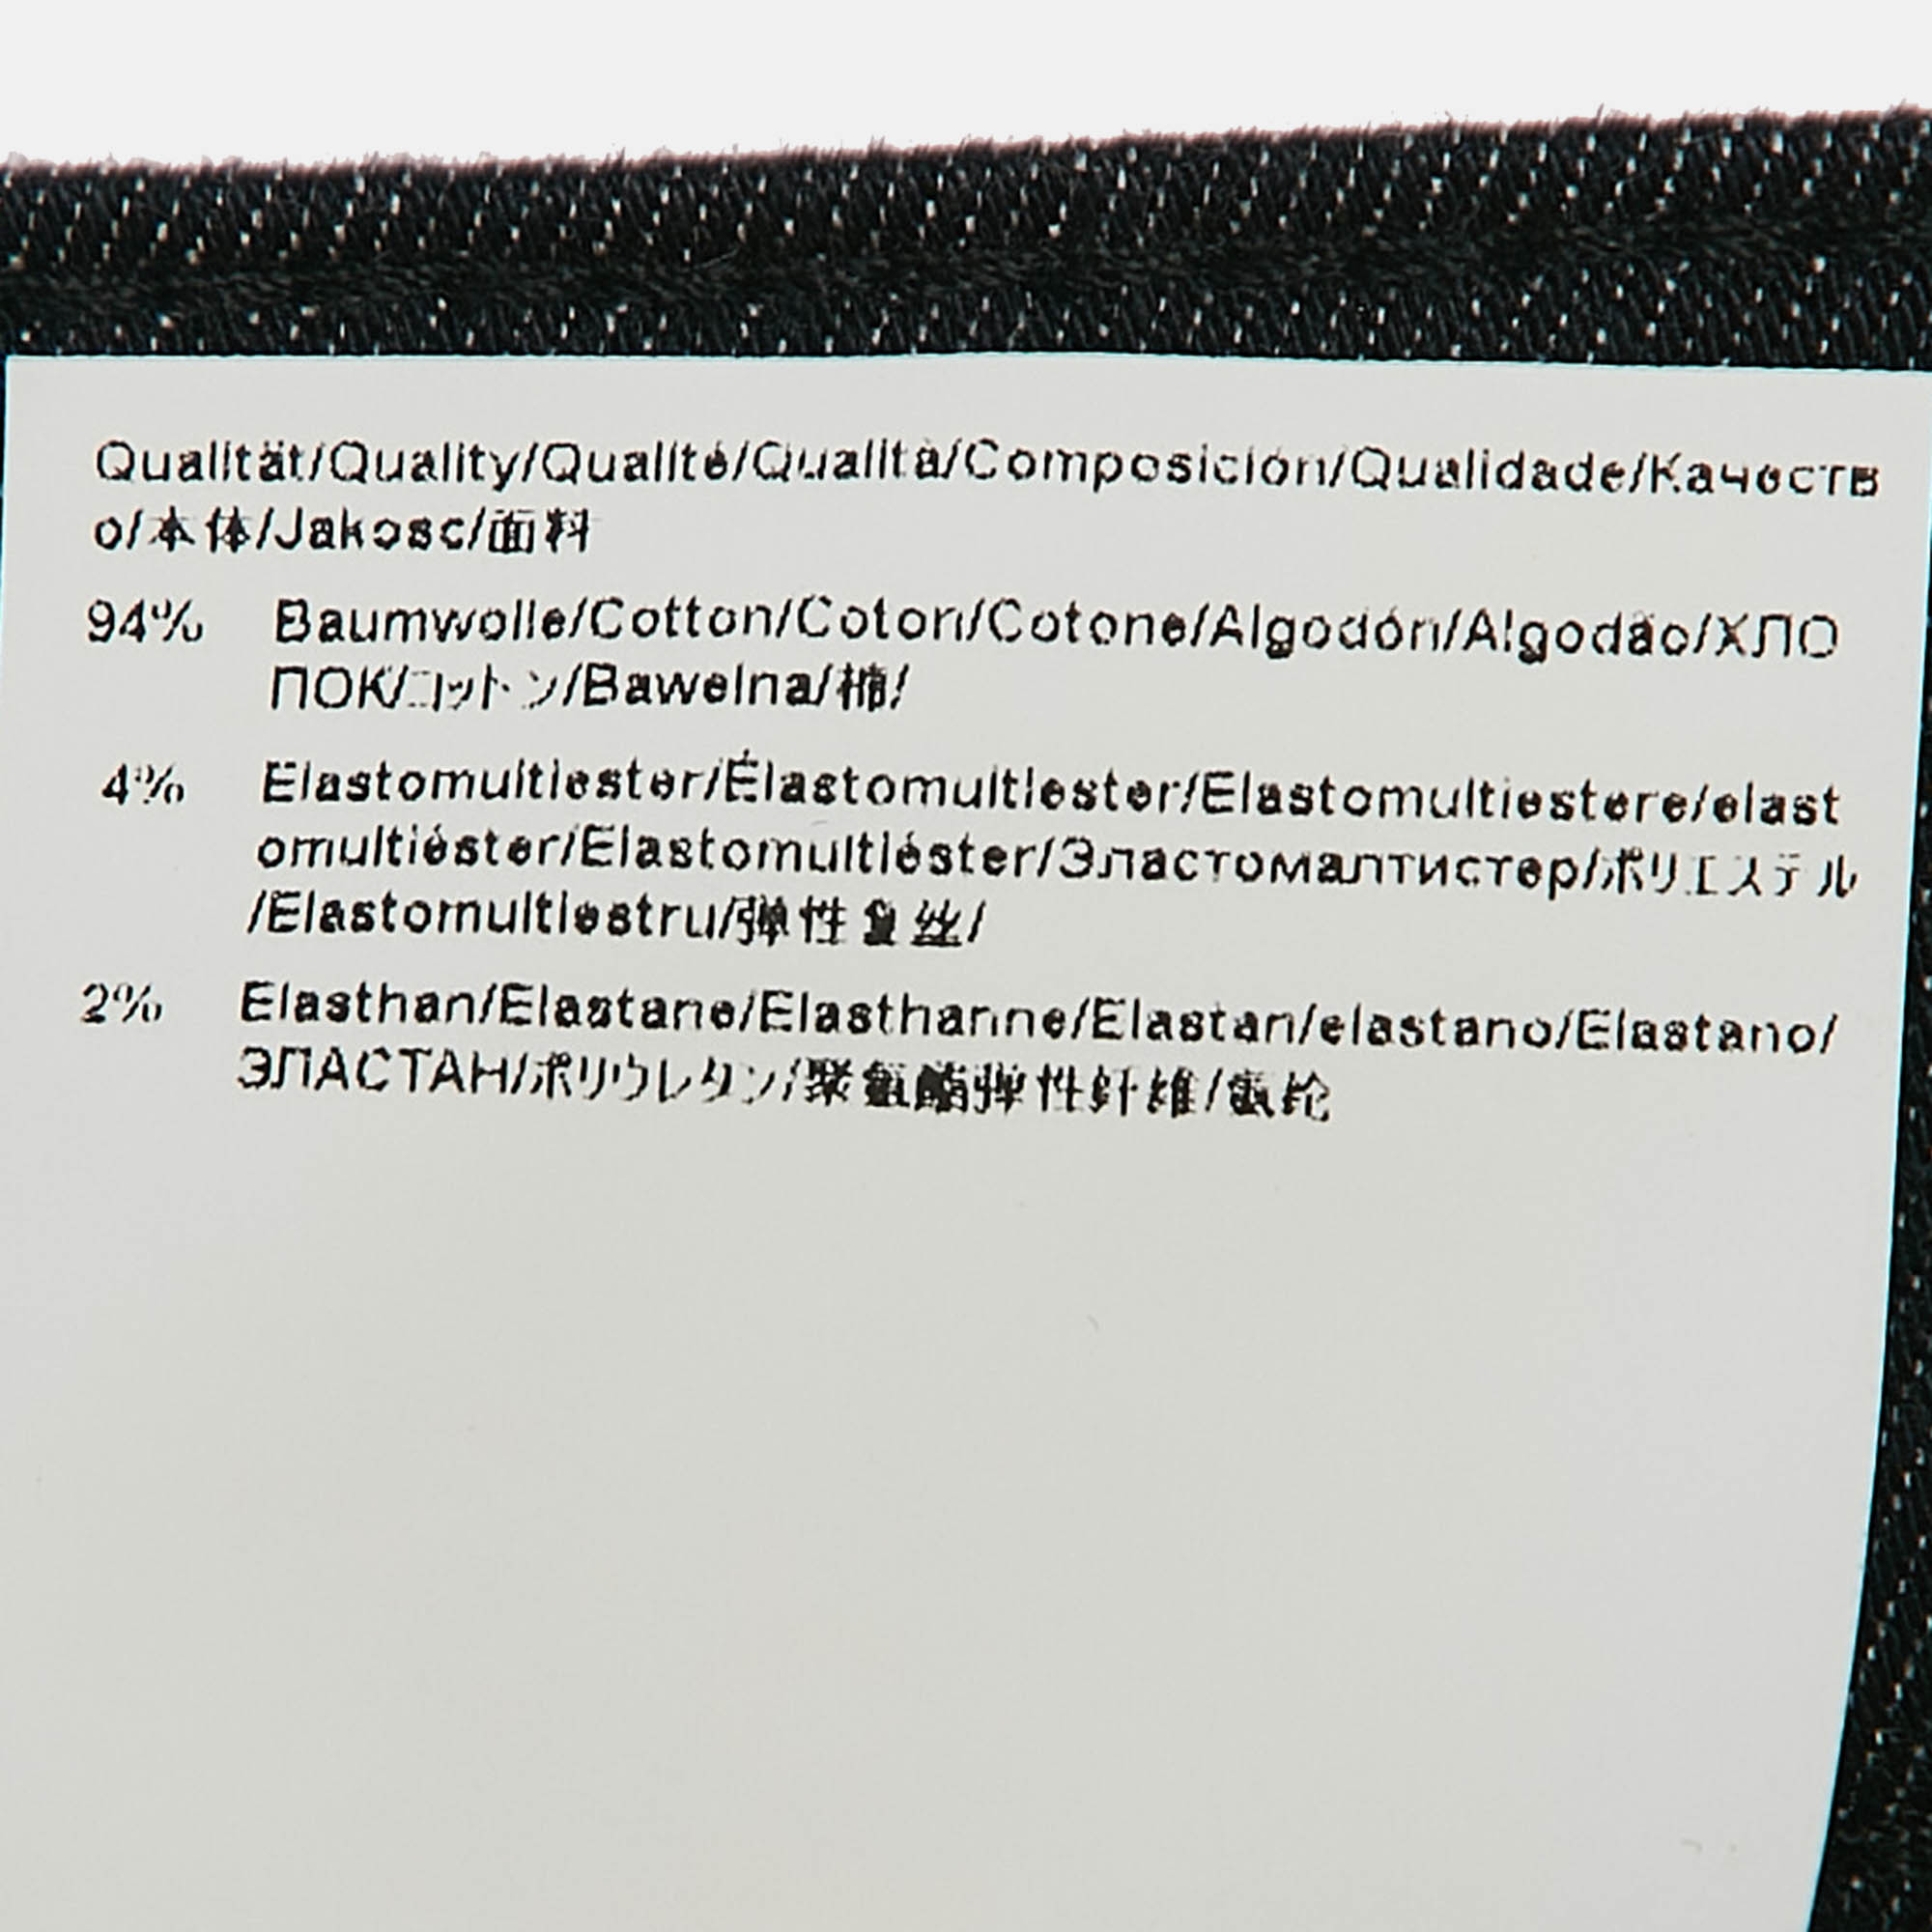 Qualität/Quality/Qualité/Qualità/Composición/Qualidade/Качеств
о/本体/Jakosc/面料
94% Baumwolle/Cotton/Coton/Cotone/Algodón/Algodão/ХЛО
ПОК/コットン/Bawelna/棉/
4% Elastomultiester/Élastomultiester/Elastomultiestere/elast
omultiéster/Elastomultiéster/Эластомалтистер/ポリエステル
/Elastomultiestru/弹性复丝/
2% Elasthan/Elastane/Elasthanne/Elastan/elastano/Elastano/
ЭЛАСТАН/ポリウレタン/聚氨酯弹性纤维/氨纶